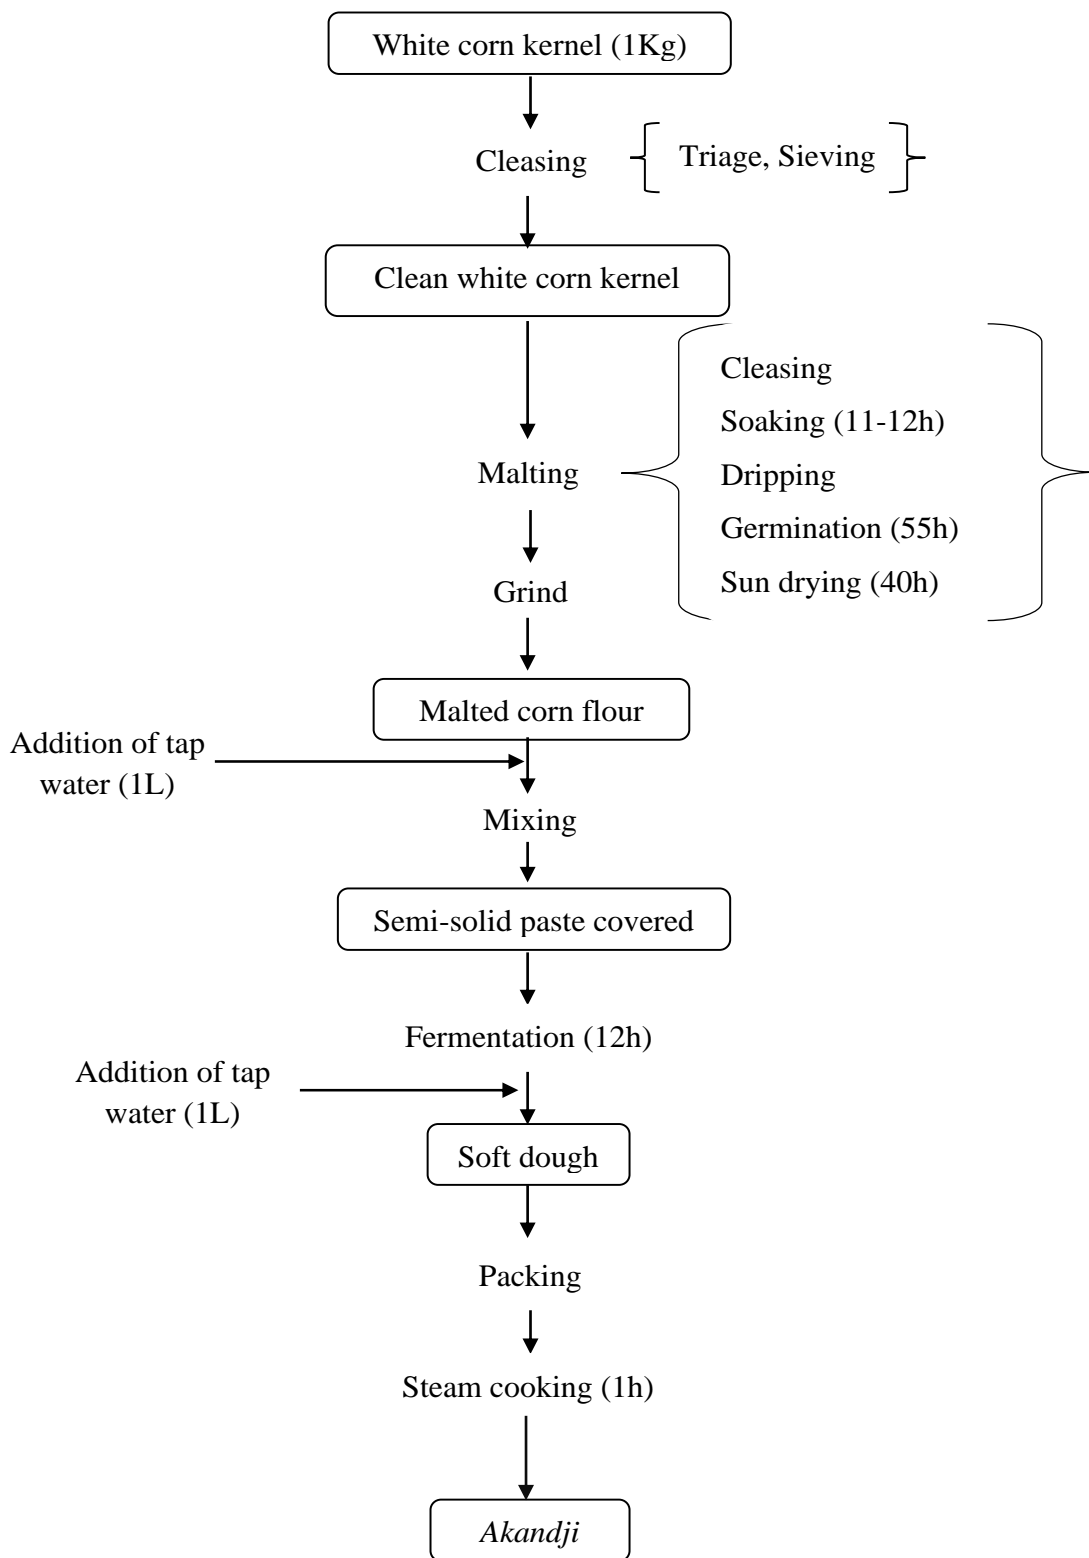 White corn kernel (1Kg)
Cleasing
Triage, Sieving
Clean white corn kernel
Malting
Cleasing
Soaking (11-12h)
Dripping
Germination (55h)
Sun drying (40h)
Grind
Malted corn flour
Addition of tap
water (1L)
Mixing
Semi-solid paste covered
Fermentation (12h)
Addition of tap
water (1L)
Soft dough
Packing
Steam cooking (1h)
Akandji